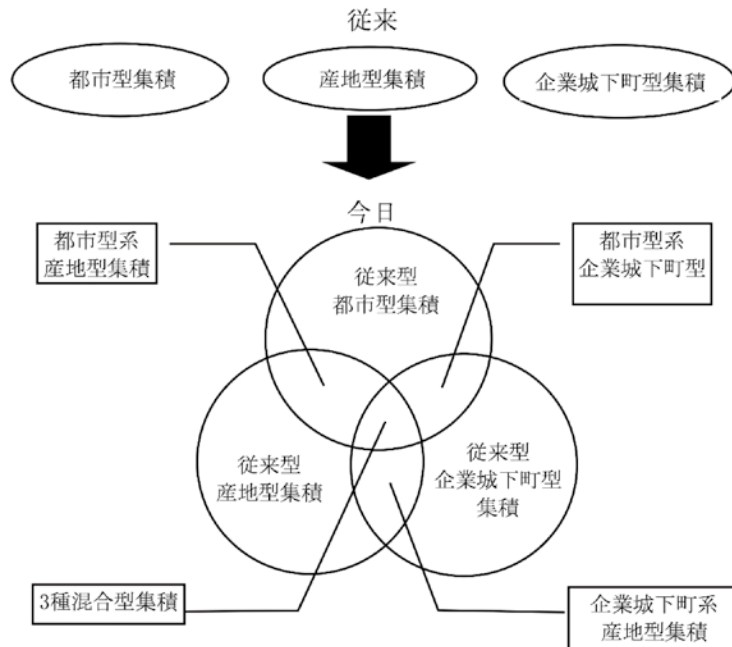 従来
都市型集積
産地型集積
企業城下町型集積
今日
都市型系
産地型集積
都市型系
企業城下町型
従来型
都市型集積
従来型
産地型集積
従来型
企業城下町型
集積
3種混合型集積
企業城下町系
産地型集積